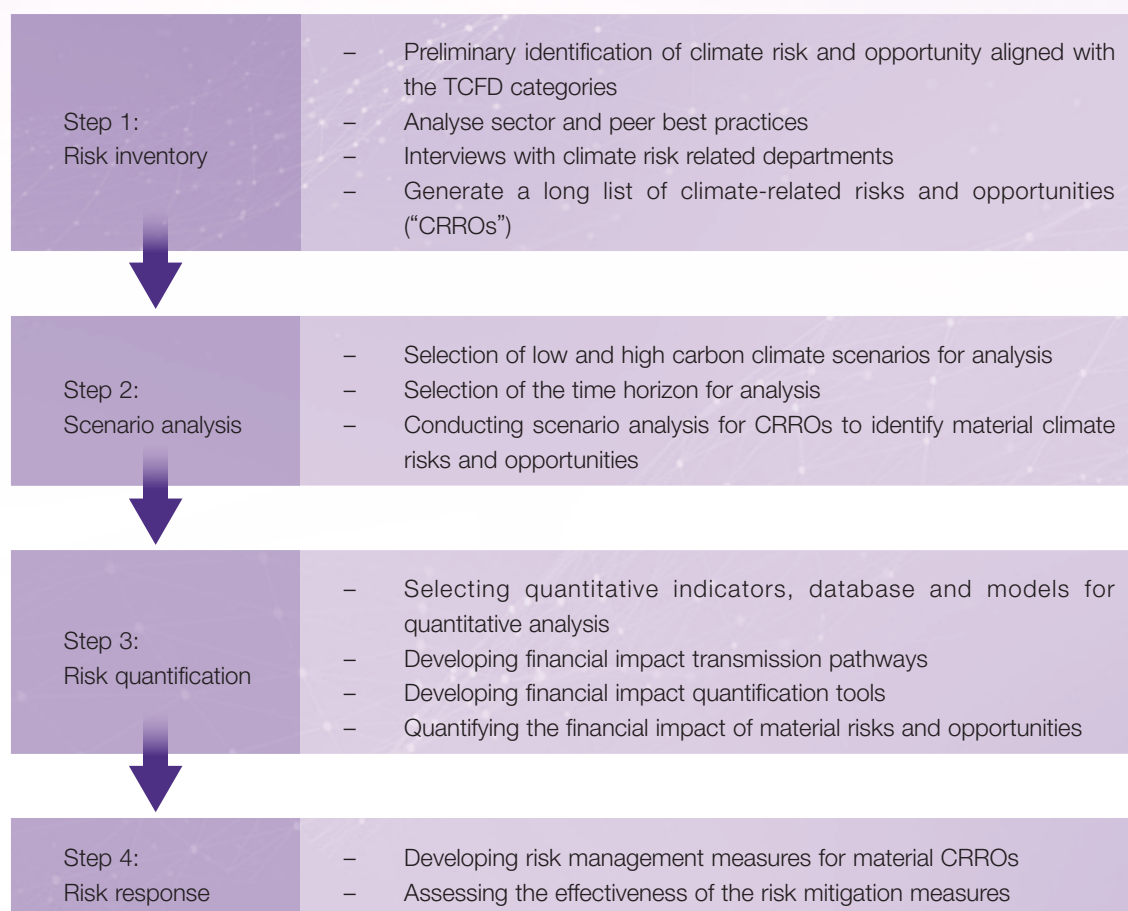 Step 1:
Risk inventory
– Preliminary identification of climate risk and opportunity aligned with
the TCFD categories
– Analyse sector and peer best practices
– Interviews with climate risk related departments
– Generate a long list of climate-related risks and opportunities
(“CRROs”)
Step 2:
Scenario analysis
– Selection of low and high carbon climate scenarios for analysis
– Selection of the time horizon for analysis
– Conducting scenario analysis for CRROs to identify material climate
risks and opportunities
Step 3:
Risk quantification
– Selecting quantitative indicators, database and models for
quantitative analysis
– Developing financial impact transmission pathways
– Developing financial impact quantification tools
– Quantifying the financial impact of material risks and opportunities
Step 4:
Risk response
– Developing risk management measures for material CRROs
– Assessing the effectiveness of the risk mitigation measures